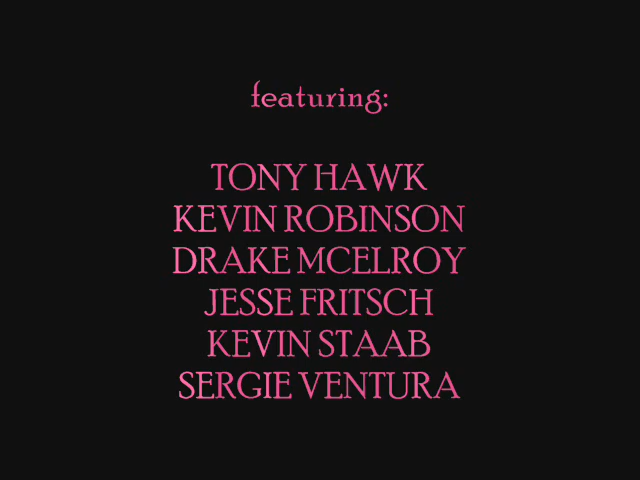 featuring:
TONY HAWK
KEVIN ROBINSON
DRAKE MCELROY
JESSE FRITSCH
KEVIN STAAB
SERGIE VENTURA